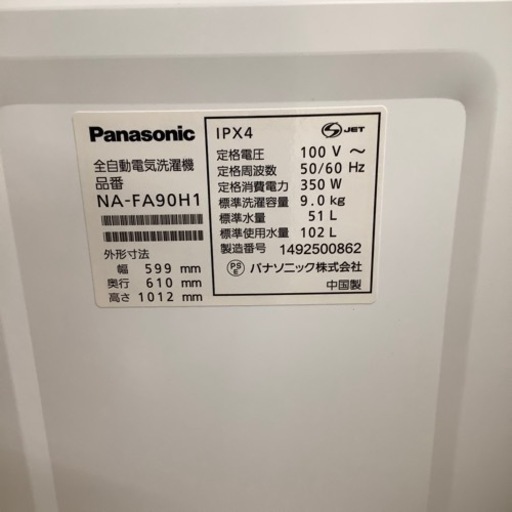 Panasonic
全自動電気洗濯機
品番
NA-FA90H1
外形寸法
幅 599 mm
奥行 610 mm
高さ 1012 mm
IPX4
S JET
定格電圧 100 V ～
定格周波数 50/60 Hz
定格消費電力 350 W
標準洗濯容量 9.0 kg
標準水量 51 L
標準使用水量 102 L
製造番号 1492500862
PS E パナソニック株式会社
中国製